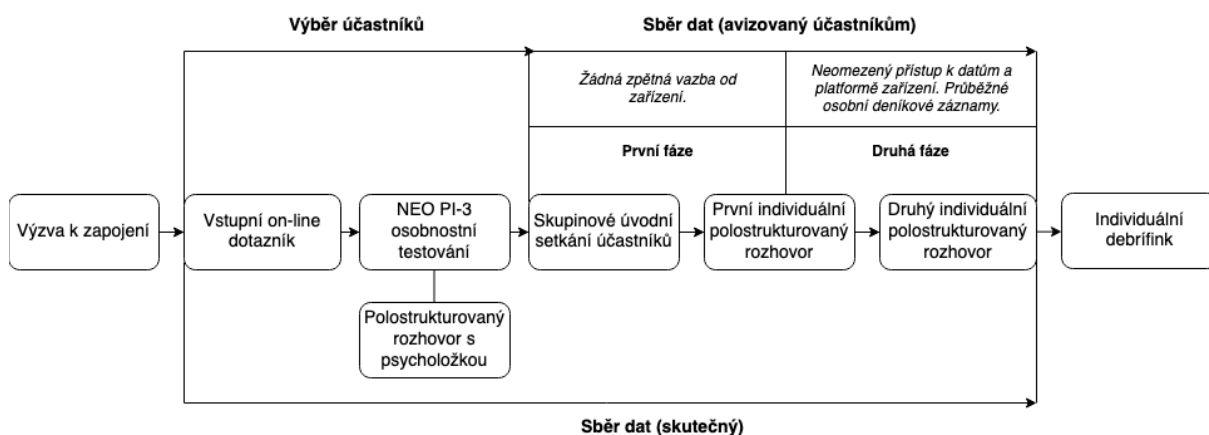 Výběr účastníků
Sběr dat (avizovaný účastníkům)
Žádná zpětná vazba od
zařízení.
Neomezený přístup k datům a
platformě zařízení. Průběžné
osobní deníkové záznamy.
První fáze
Druhá fáze
Výzva k zapojení
Vstupní on-line
dotazník
NEO PI-3
osobnostní
testování
Skupinové úvodní
setkání účastníků
První individuální
polostrukturovaný
rozhovor
Druhý individuální
polostrukturovaný
rozhovor
Individuální
debrífink
Polostrukturovaný
rozhovor s
psycholožkou
Sběr dat (skutečný)